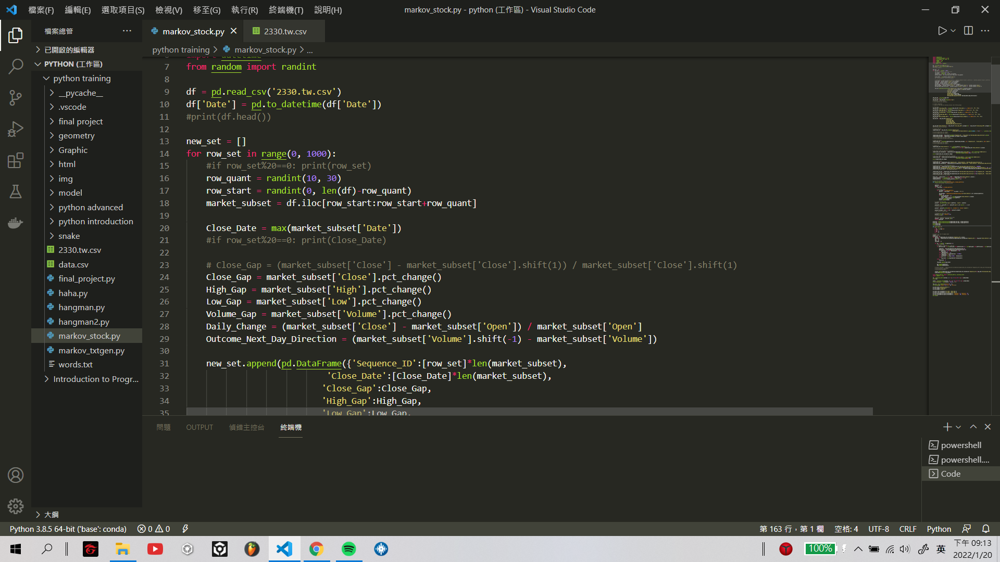 檔案(F) 編輯(E) 選取項目(S) 檢視(V) 移至(G) 執行(R) 終端機(T) 說明(H)
markov_stock.py - python (工作區) - Visual Studio Code
檔案總管
markov_stock.py
2330.tw.csv
python training > markov_stock.py > ...
已開啟的編輯器
PYTHON (工作區)
python training
__pycache__
.vscode
final project
geometry
Graphic
html
img
model
python advanced
python introduction
snake
2330.tw.csv
data.csv
final_project.py
haha.py
hangman.py
hangman2.py
markov_stock.py
markov_txtgen.py
words.txt
Introduction to Progr...
大綱
import datetime
7 from random import randint
8
9 df = pd.read_csv('2330.tw.csv')
10 df['Date'] = pd.to_datetime(df['Date'])
11 #print(df.head())
12
13 new_set = []
14 for row_set in range(0, 1000):
15 #if row_set%20==0: print(row_set)
16 row_quant = randint(10, 30)
17 row_start = randint(0, len(df)-row_quant)
18 market_subset = df.iloc[row_start:row_start+row_quant]
19
20 Close_Date = max(market_subset['Date'])
21 #if row_set%20==0: print(Close_Date)
22
23 # Close_Gap = (market_subset['Close'] - market_subset['Close'].shift(1)) / market_subset['Close'].shift(1)
24 Close_Gap = market_subset['Close'].pct_change()
25 High_Gap = market_subset['High'].pct_change()
26 Low_Gap = market_subset['Low'].pct_change()
27 Volume_Gap = market_subset['Volume'].pct_change()
28 Daily_Change = (market_subset['Close'] - market_subset['Open']) / market_subset['Open']
29 Outcome_Next_Day_Direction = (market_subset['Volume'].shift(-1) - market_subset['Volume'])
30
31 new_set.append(pd.DataFrame({'Sequence_ID':[row_set]*len(market_subset),
32 'Close_Date':[Close_Date]*len(market_subset),
33 'Close_Gap':Close_Gap,
34 'High_Gap':High_Gap,
35 'Low_Gap':Low_Gap,
問題 OUTPUT 偵錯主控台 終端機
powershell
powershell....
Code
Python 3.8.5 64-bit ('base': conda) 0 0
第 163 行，第 1 欄 空格: 4 UTF-8 CRLF Python
100%
英
下午 09:13
2022/1/20